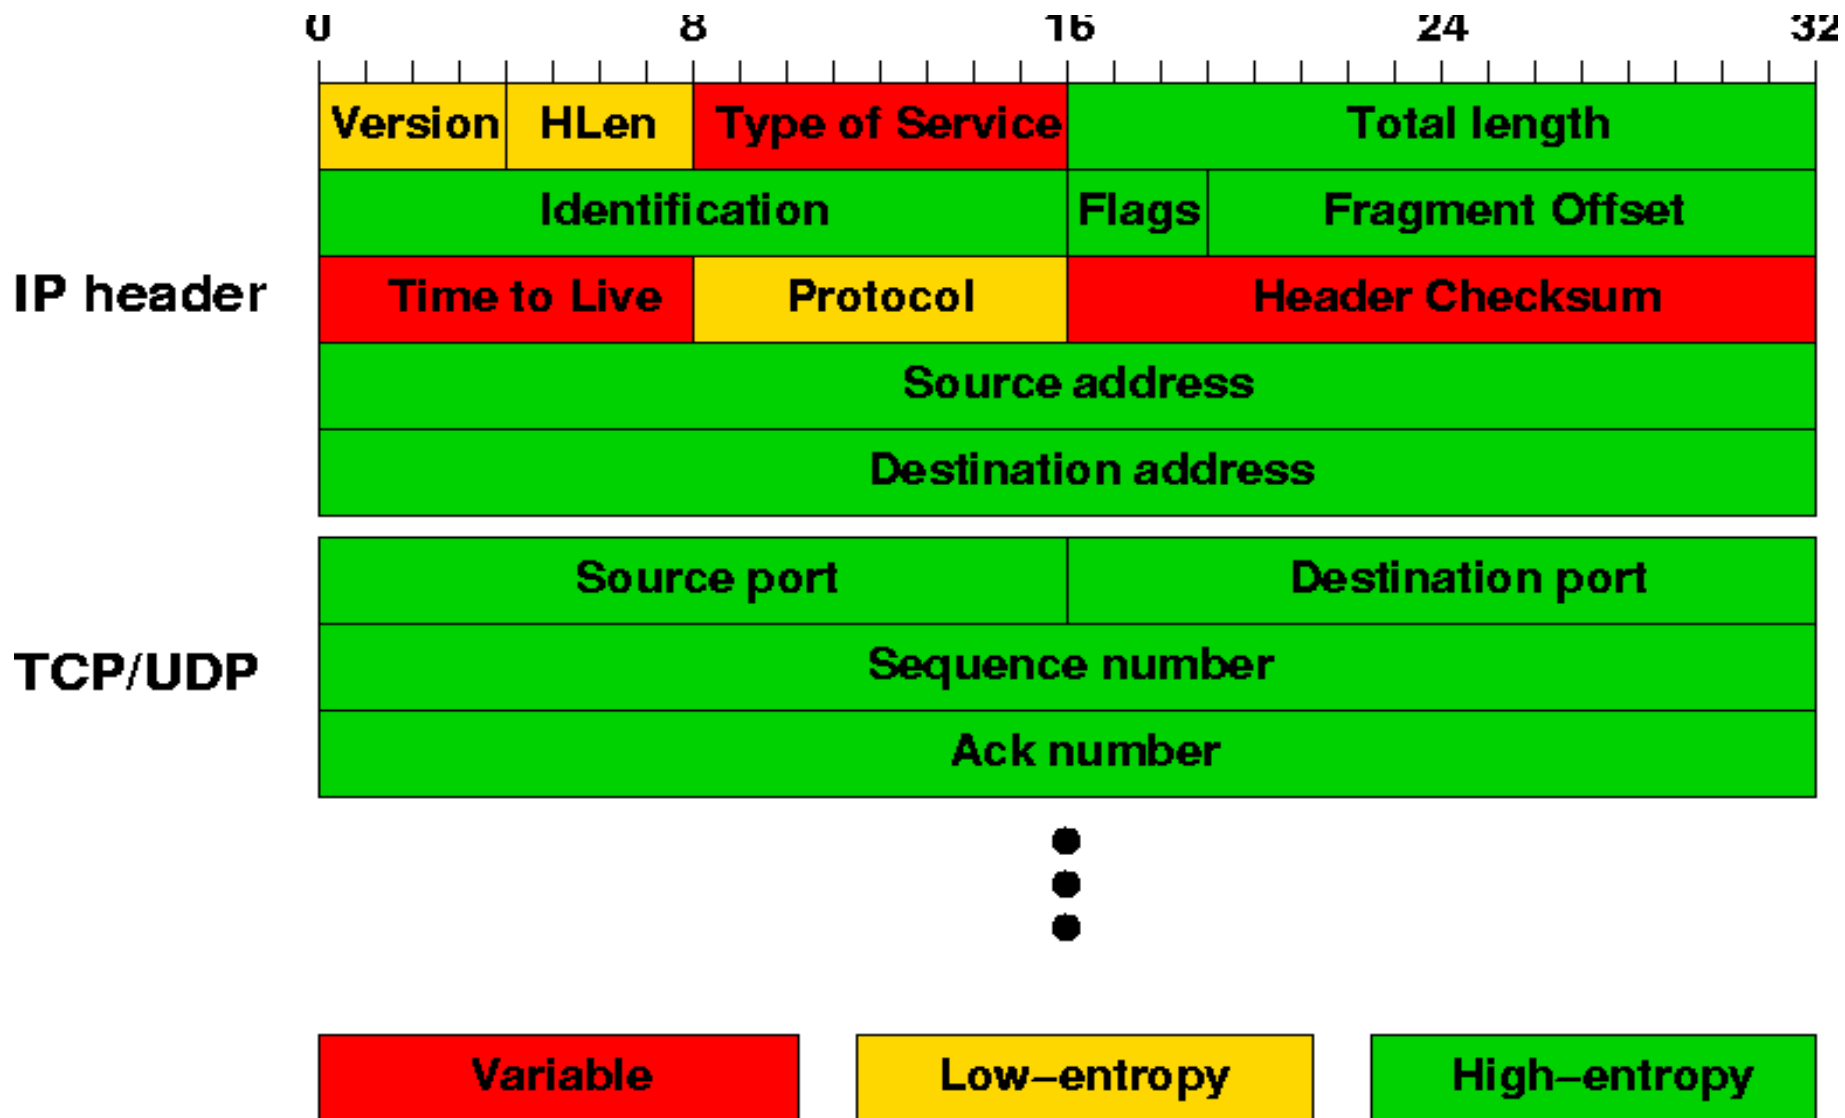 0 8 16 24 32
Version HLen Type of Service Total length
Identification Flags Fragment Offset
IP header Time to Live Protocol Header Checksum
Source address
Destination address
Source port Destination port
TCP/UDP Sequence number
Ack number
Variable Low–entropy High–entropy